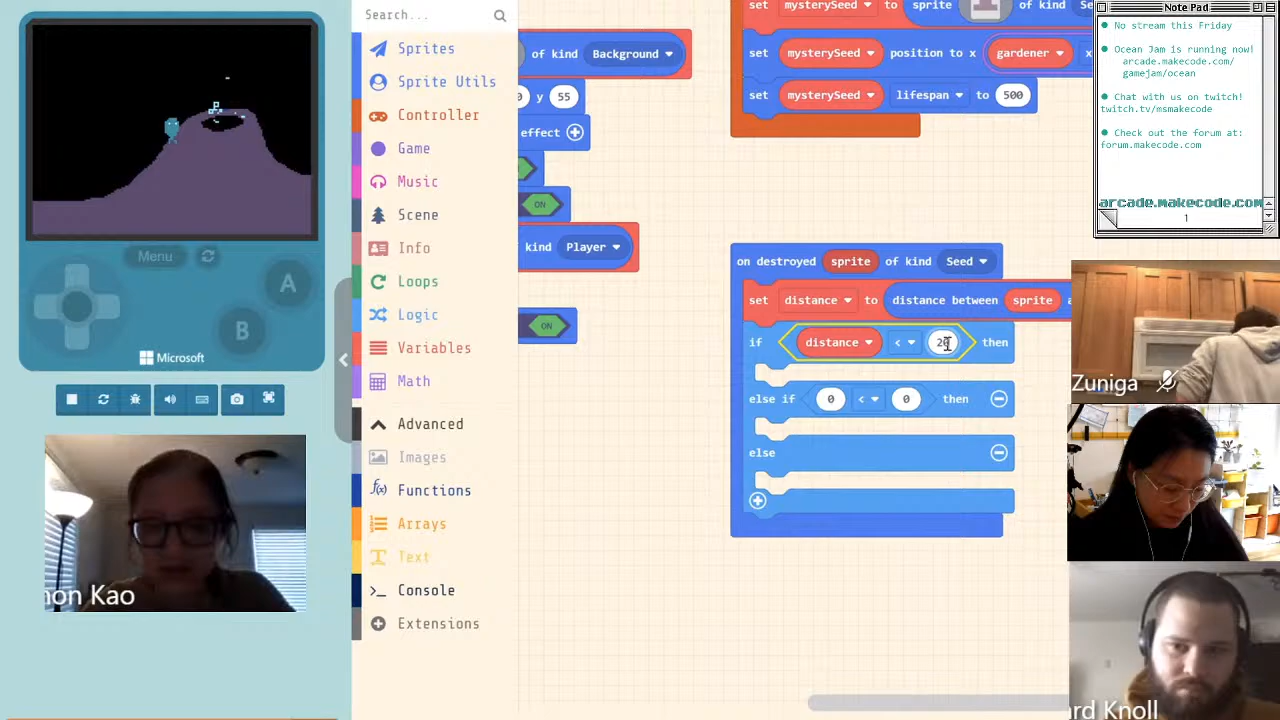 Search...
Sprites
Sprite Utils
Controller
Game
Music
Scene
Info
Loops
Logic
Variables
Math
Advanced
Images
Functions
Arrays
Text
Console
Extensions
Menu
A
B
Microsoft
of kind Background
y 55
effect
ON
kind Player
ON
set mysterySeed to sprite of kind
set mysterySeed position to x gardener x
set mysterySeed lifespan to 500
on destroyed sprite of kind Seed
set distance to distance between sprite
if distance < then
else if 0 < 0 then
else
Note Pad
No stream this Friday
Ocean Jam is running now!
arcade.makecode.com/
gamejam/ocean
Chat with us on twitch!
twitch.tv/msmakecode
Check out the forum at:
forum.makecode.com
arcade.makecode.com
1
Zuniga
Kao
Knoll